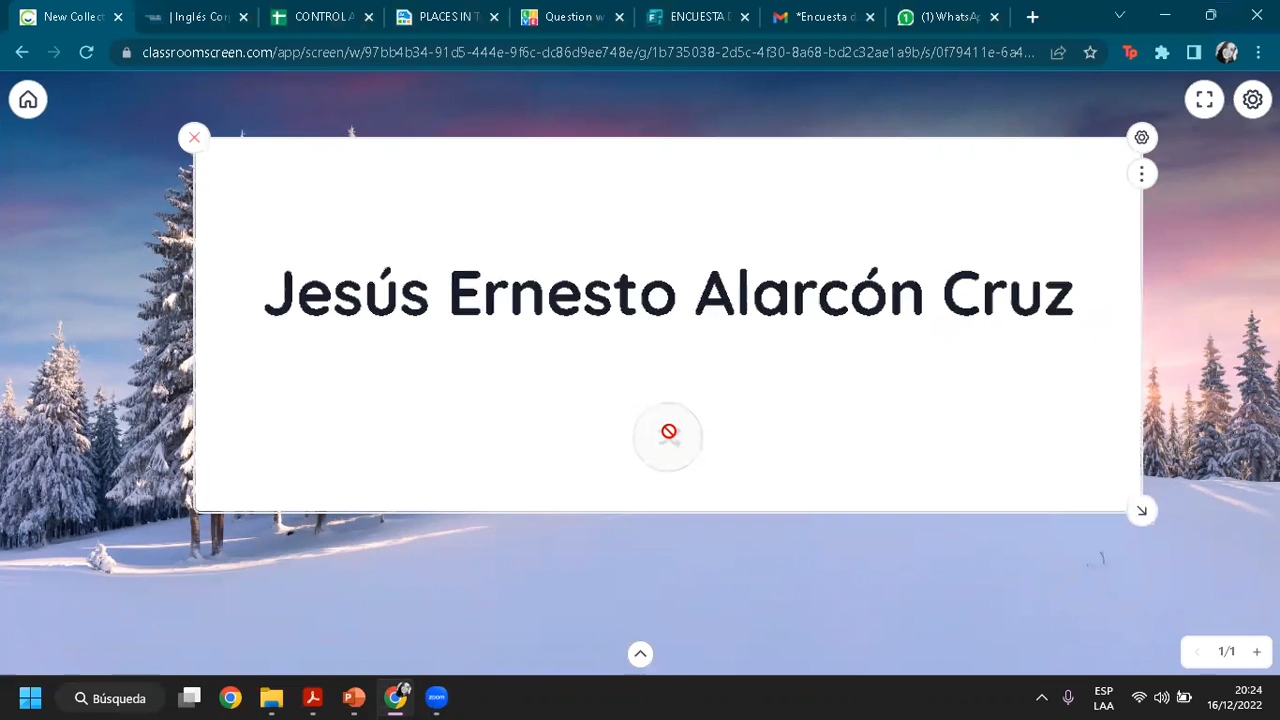 New Collect
| Inglés Cor
CONTROL A
PLACES IN T
Question w
ENCUESTA D
*Encuesta d
(1) WhatsA
classroomscreen.com/app/screen/w/97bb4b34-91d5-444e-9f6c-dc86d9ee748e/g/1b735038-2d5c-4f30-8a68-bd2c32ae1a9b/s/0f79411e-6a4...
Jesús Ernesto Alarcón Cruz
1/1
Búsqueda
zoom
ESP
LAA
20:24
16/12/2022